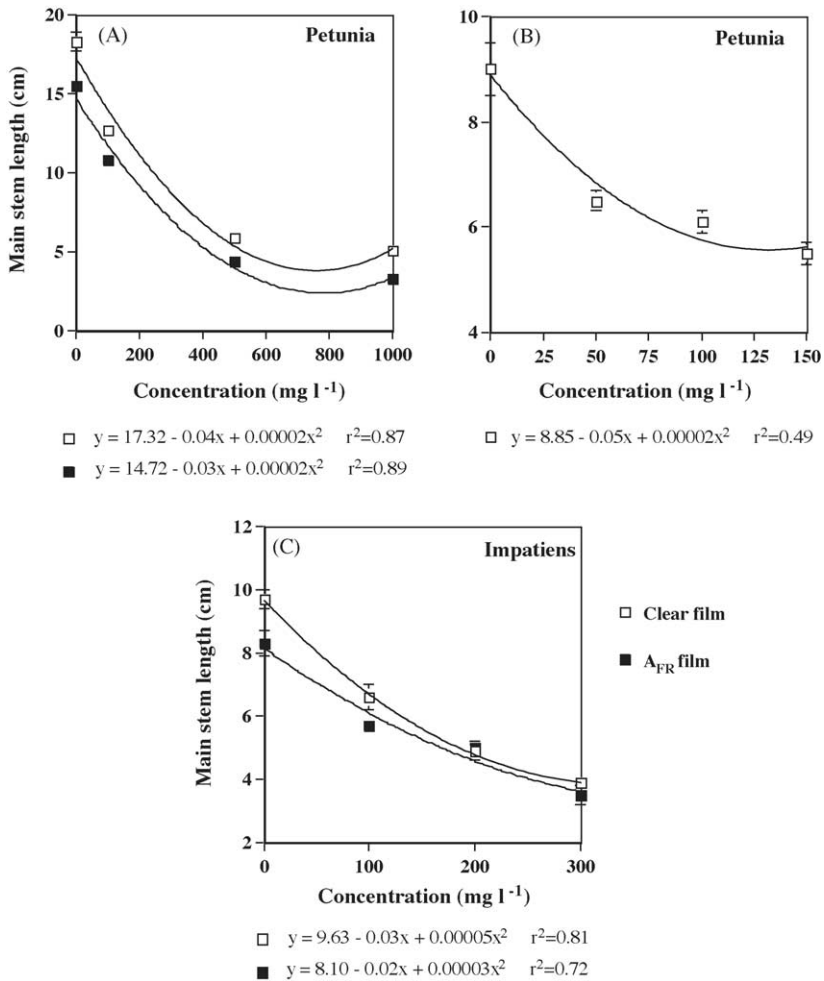 (A) Petunia
20
15
10
5
0
Main stem length (cm)
0 200 400 600 800 1000
Concentration (mg l⁻¹)
y = 17.32 - 0.04x + 0.00002x² r²=0.87
y = 14.72 - 0.03x + 0.00002x² r²=0.89
(B) Petunia
10
8
6
4
0 25 50 75 100 125 150
Concentration (mg l⁻¹)
y = 8.85 - 0.05x + 0.00002x² r²=0.49
(C) Impatiens
12
10
8
6
4
2
Main stem length (cm)
0 100 200 300
Concentration (mg l⁻¹)
y = 9.63 - 0.03x + 0.00005x² r²=0.81
y = 8.10 - 0.02x + 0.00003x² r²=0.72
Clear film
A_FR film